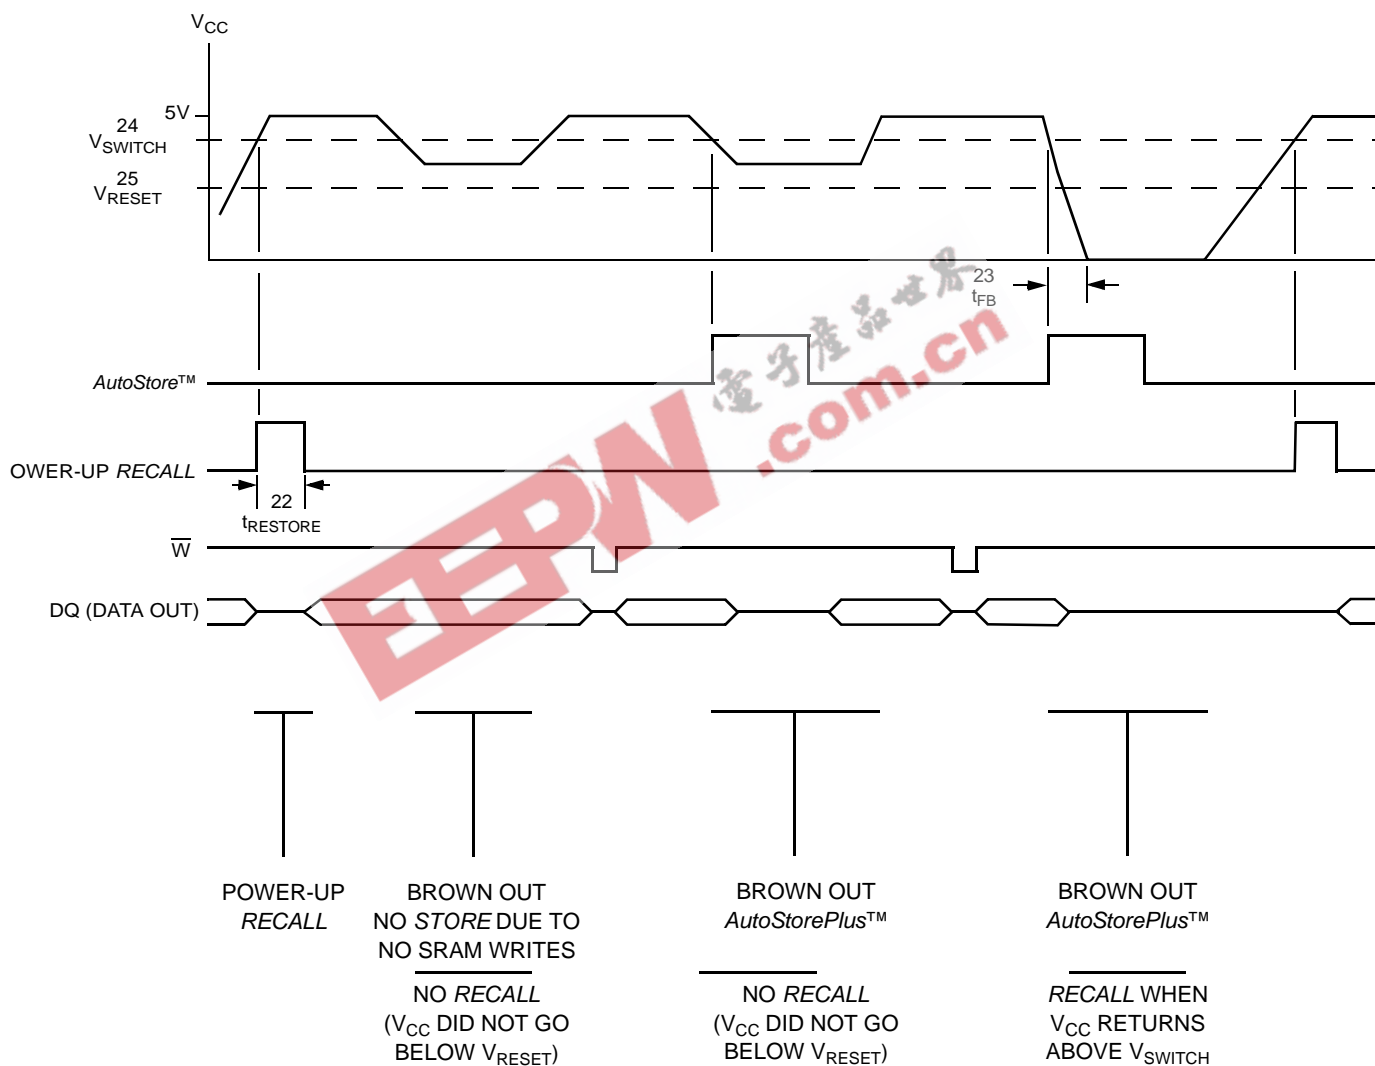 VCC
5V
24
VSWITCH
25
VRESET
23
tFB
AutoStore™
OWER-UP RECALL
22
tRESTORE
W
DQ (DATA OUT)
電子產品世界
EEPW
.com.cn
POWER-UP
RECALL
BROWN OUT
NO STORE DUE TO
NO SRAM WRITES
NO RECALL
(VCC DID NOT GO
BELOW VRESET)
BROWN OUT
AutoStorePlus™
NO RECALL
(VCC DID NOT GO
BELOW VRESET)
BROWN OUT
AutoStorePlus™
RECALL WHEN
VCC RETURNS
ABOVE VSWITCH